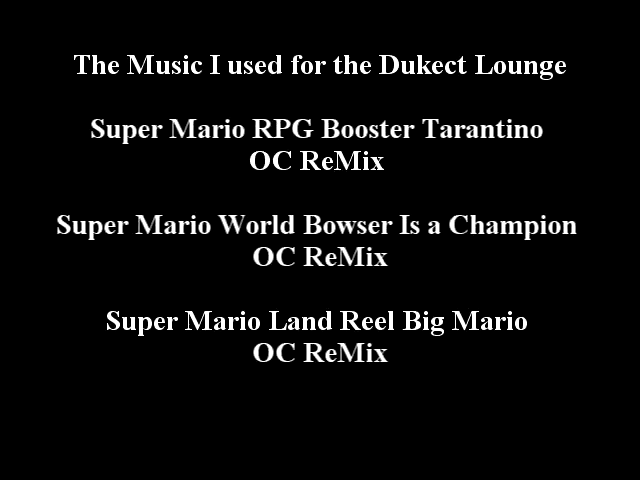 The Music I used for the Dukect Lounge
Super Mario RPG Booster Tarantino
OC ReMix
Super Mario World Bowser Is a Champion
OC ReMix
Super Mario Land Reel Big Mario
OC ReMix